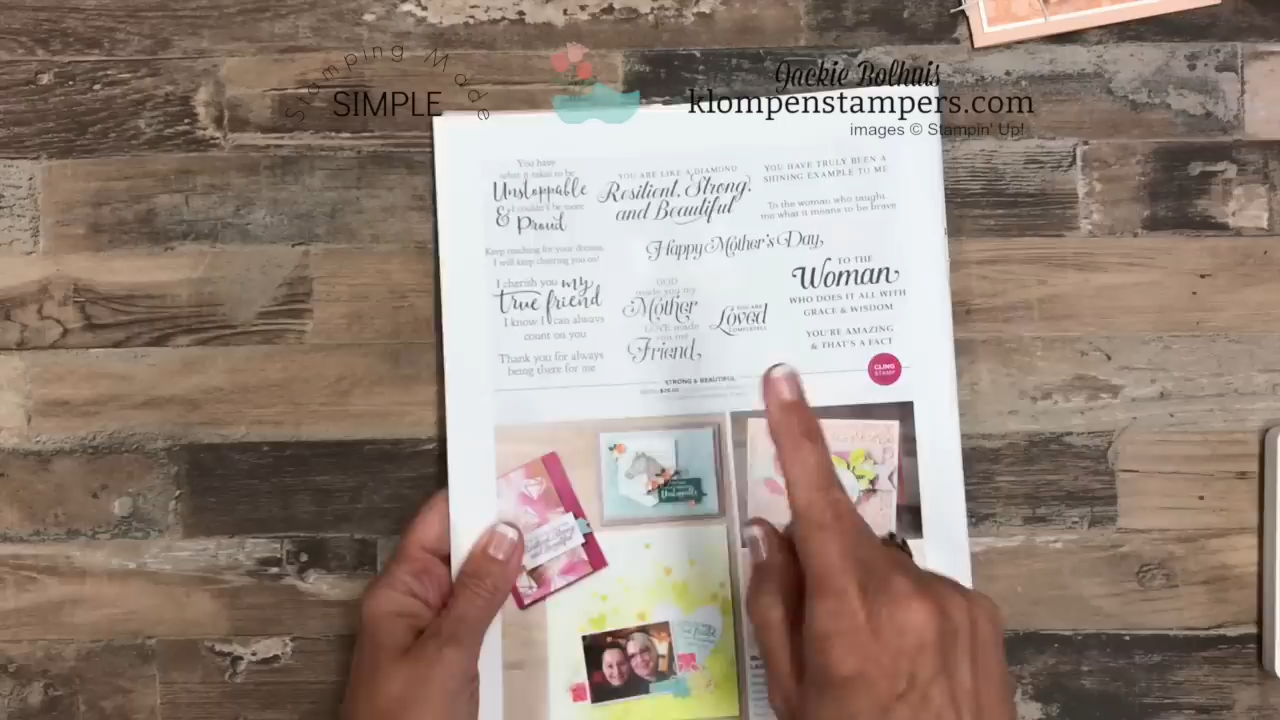 Stamping Made
SIMPLE
Jackie Bolhuis
klompenstampers.com
images © Stampin' Up!
You have
what it takes to be
Unstoppable
& I couldn't be more
Proud
Keep reaching for your dreams.
I will keep cheering you on!
I cherish you my
true friend
I know I can always
count on you
Thank you for always
being there for me
YOU ARE LIKE A DIAMOND
Resilient, Strong,
and Beautiful
Happy Mother's Day,
GOD
made you my
Mother
LOVE made
you my
Friend,
YOU ARE
Loved
COMPLETELY
YOU HAVE TRULY BEEN A
SHINING EXAMPLE TO ME
To the woman who taught
me what it means to be brave
TO THE
Woman
WHO DOES IT ALL WITH
GRACE & WISDOM
YOU'RE AMAZING
& THAT'S A FACT
CLING
STAMP
STRONG & BEAUTIFUL
Unstoppable
and Beautiful